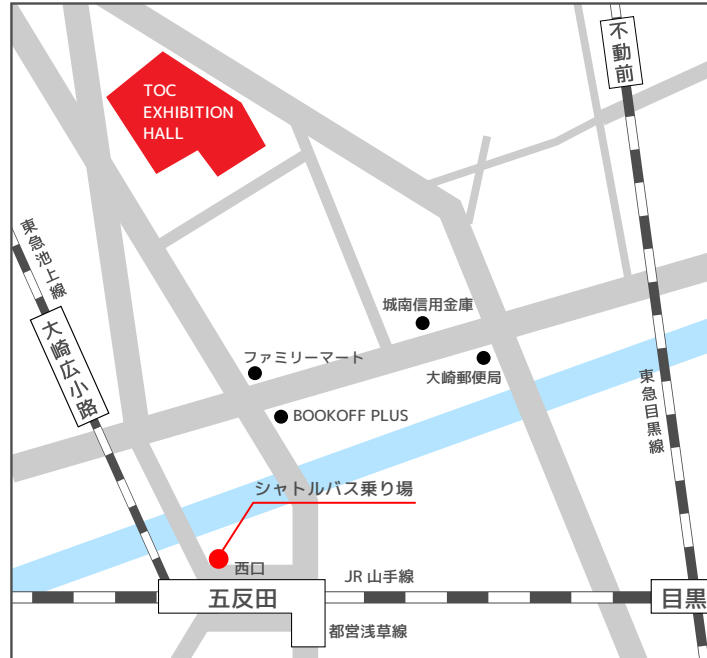 TOC
EXHIBITION
HALL
不動前
東急池上線
大崎広小路
城南信用金庫
ファミリーマート
大崎郵便局
BOOKOFF PLUS
東急目黒線
シャトルバス乗り場
西口
JR 山手線
五反田
目黒
都営浅草線